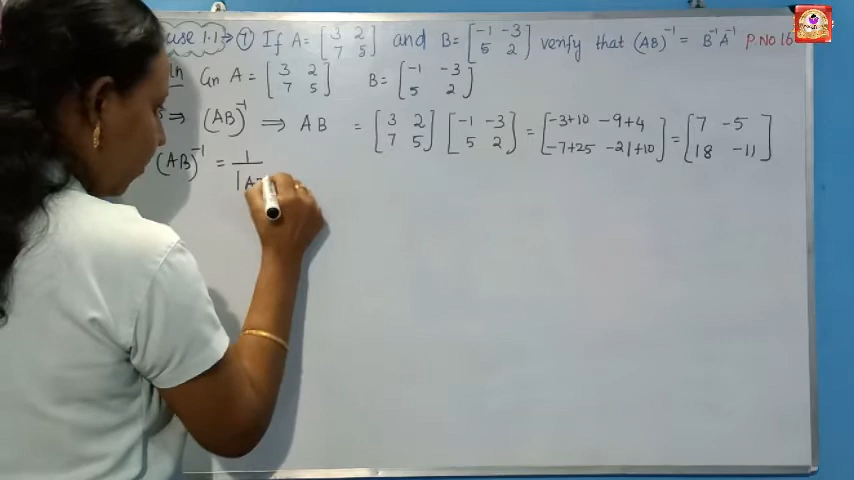 use 1.1 → ⑦ If A = [3 2 7 5] and B = [-1 -3 5 2] verify that (AB)⁻¹ = B⁻¹A⁻¹ P.NO 16
ln Gn A = [3 2 7 5] B = [-1 -3 5 2]
⇒ (AB)⁻¹ ⇒ AB = [3 2 7 5] [-1 -3 5 2] = [-3+10 -9+4 -7+25 -21+10] = [7 -5 18 -11]
(AB)⁻¹ = 1 / |A